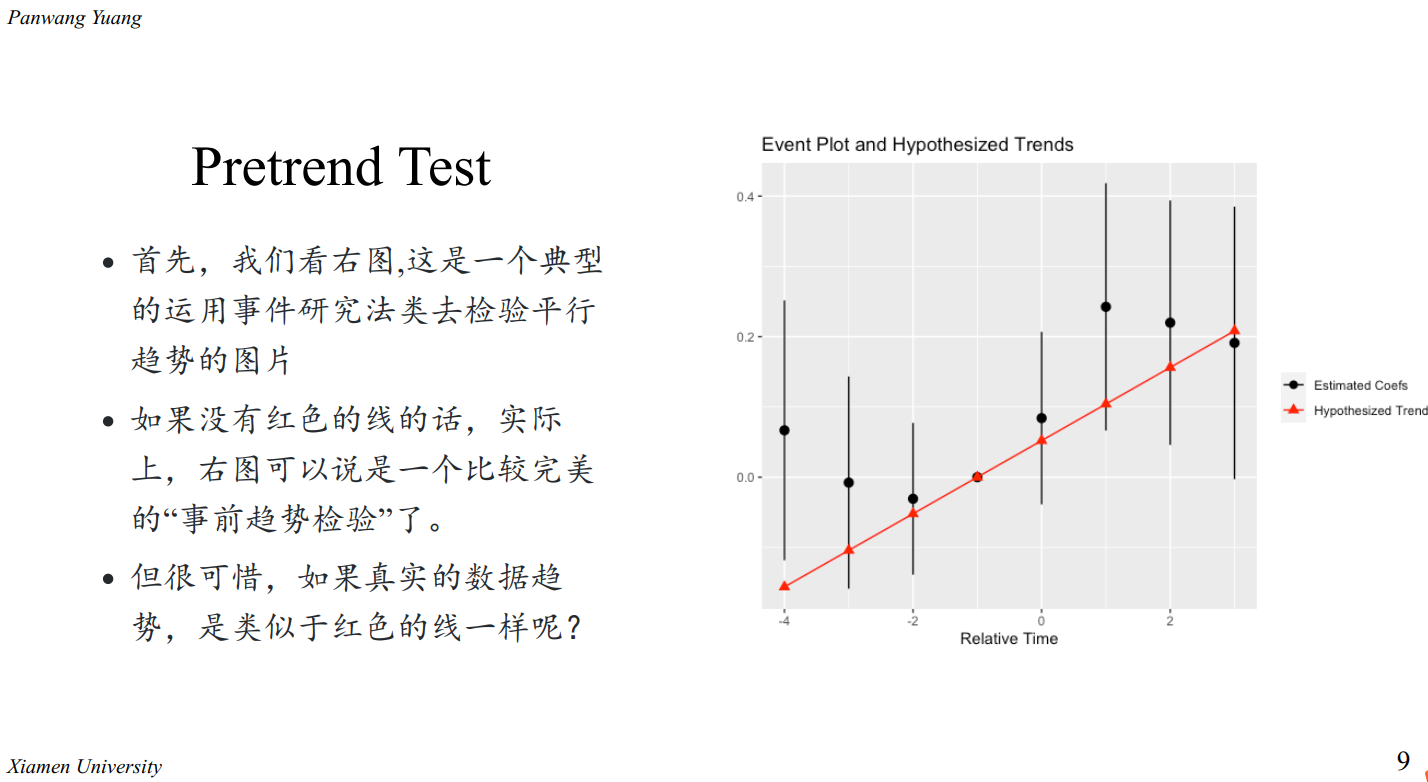 Panwang Yuang
Pretrend Test
• 首先，我们看右图,这是一个典型
的运用事件研究法类去检验平行
趋势的图片
• 如果没有红色的线的话，实际
上，右图可以说是一个比较完美
的“事前趋势检验”了。
• 但很可惜，如果真实的数据趋
势，是类似于红色的线一样呢？
Event Plot and Hypothesized Trends
0.4
0.2
0.0
-4 -2 0 2
Relative Time
Estimated Coefs
Hypothesized Trend
Xiamen University
9